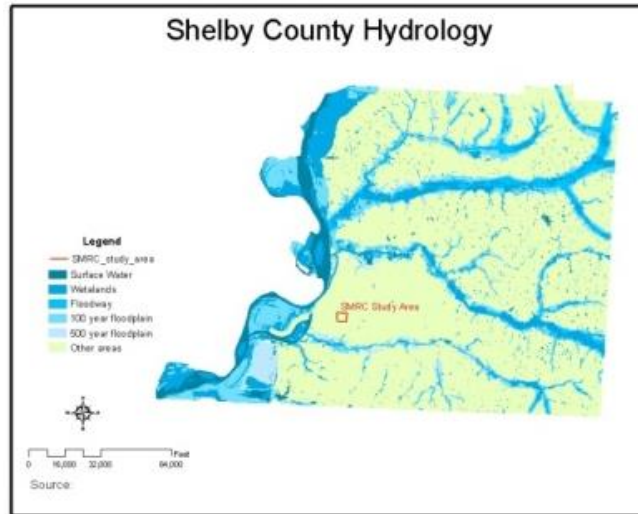 Shelby County Hydrology
Legend
SMRC_study_area
Surface Water
Wetalands
Floodway
100 year floodplain
500 year floodplain
Other areas
SMRC Study Area
Feet
0 16,000 32,000 64,000
Source: